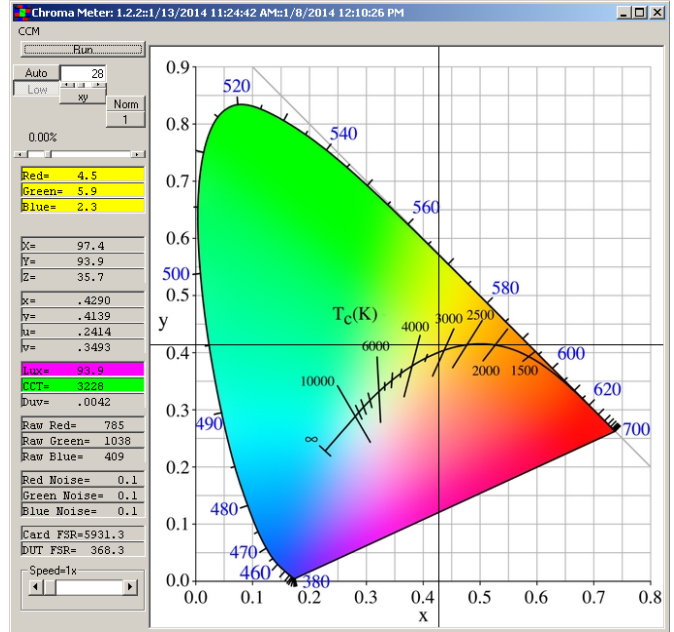 Chroma Meter: 1.2.2::1/13/2014 11:24:42 AM::1/8/2014 12:10:26 PM
CCM
Run
Auto 28
Low xy Norm
1
0.00%
Red= 4.5
Green= 5.9
Blue= 2.3
X= 97.4
Y= 93.9
Z= 35.7
x= .4290
y= .4139
u= .2414
v= .3493
Lux= 93.9
CCT= 3228
Duv= .0042
Raw Red= 785
Raw Green= 1038
Raw Blue= 409
Red Noise= 0.1
Green Noise= 0.1
Blue Noise= 0.1
Card FSR=5931.3
DUT FSR= 368.3
Speed=1x
0.9
0.8
0.7
0.6
0.5
0.4
0.3
0.2
0.1
0.0
y
520
540
560
580
600
620
700
500
490
480
470
460
380
Tc(K)
∞
10000
6000
4000
3000
2500
2000
1500
0.0 0.1 0.2 0.3 0.4 0.5 0.6 0.7 0.8
x